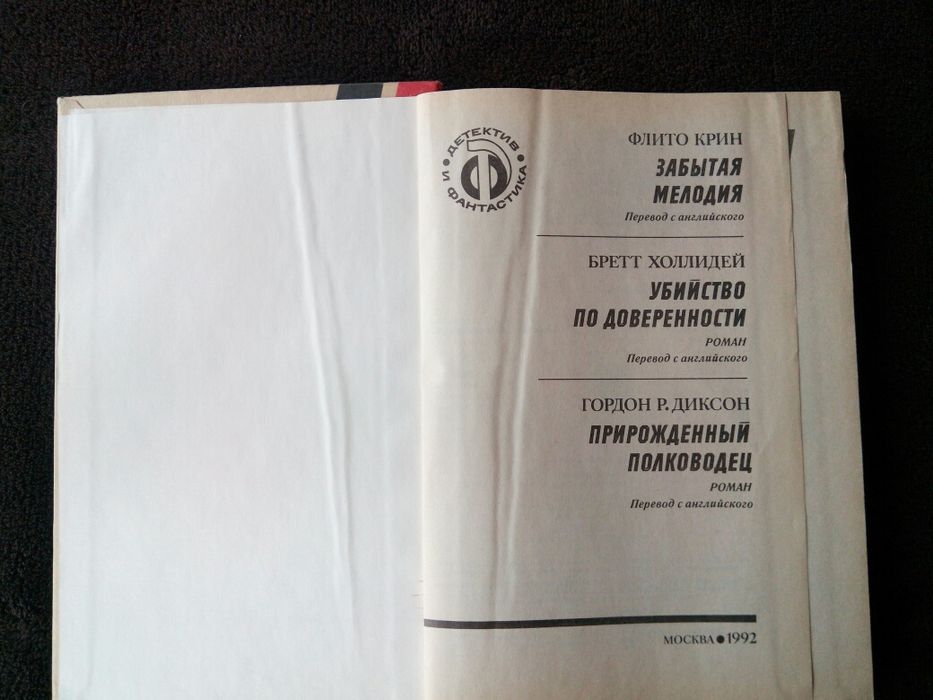 ДЕТЕКТИВ
И ФАНТАСТИКА
ФЛИТО КРИН
ЗАБЫТАЯ
МЕЛОДИЯ
Перевод с английского
БРЕТТ ХОЛЛИДЕЙ
УБИЙСТВО
ПО ДОВЕРЕННОСТИ
РОМАН
Перевод с английского
ГОРДОН Р. ДИКСОН
ПРИРОЖДЕННЫЙ
ПОЛКОВОДЕЦ
РОМАН
Перевод с английского
МОСКВА ● 1992